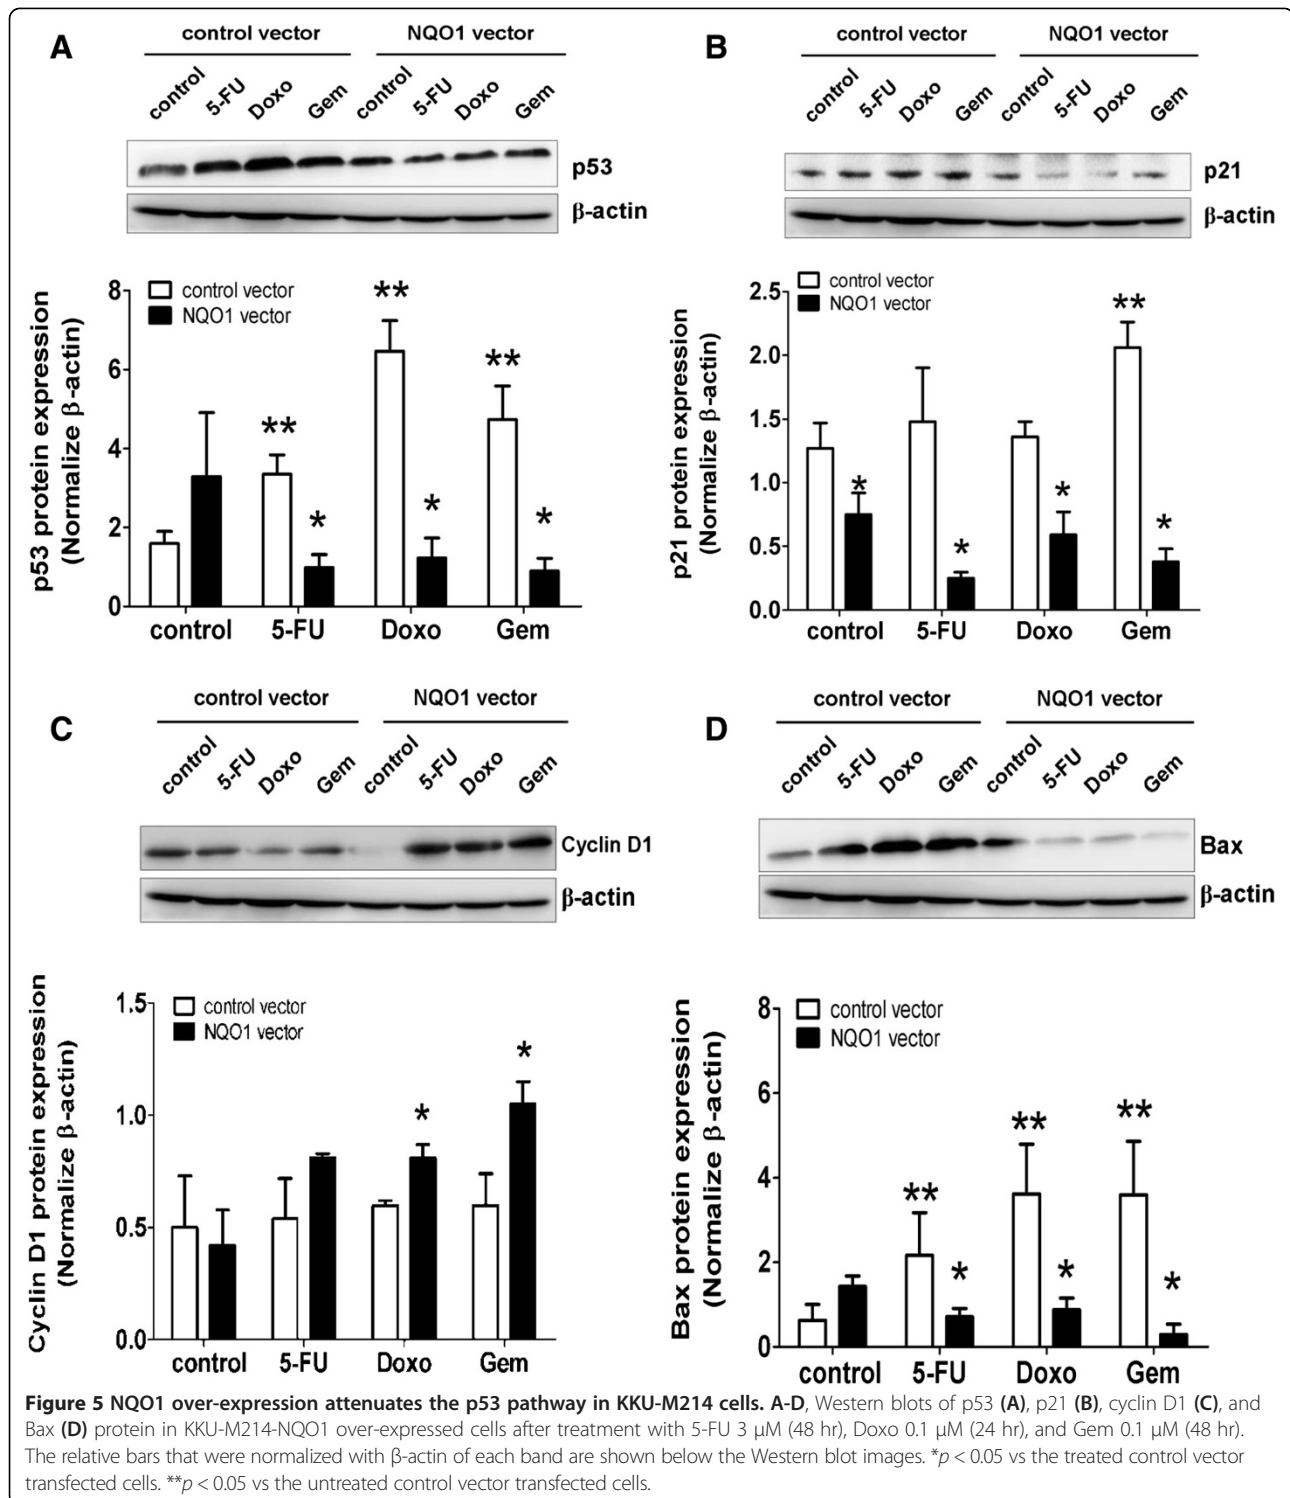 A
control vector
NQO1 vector
control
5-FU
Doxo
Gem
control
5-FU
Doxo
Gem
p53
β-actin
p53 protein expression
(Normalize β-actin)
8
6
4
2
0
control vector
NQO1 vector
**
**
**
*
*
*
control
5-FU
Doxo
Gem
B
control vector
NQO1 vector
control
5-FU
Doxo
Gem
control
5-FU
Doxo
Gem
p21
β-actin
p21 protein expression
(Normalize β-actin)
2.5
2.0
1.5
1.0
0.5
0.0
control vector
NQO1 vector
**
*
*
*
*
control
5-FU
Doxo
Gem
C
control vector
NQO1 vector
control
5-FU
Doxo
Gem
control
5-FU
Doxo
Gem
Cyclin D1
β-actin
Cyclin D1 protein expression
(Normalize β-actin)
1.5
1.0
0.5
0.0
control vector
NQO1 vector
*
*
control
5-FU
Doxo
Gem
D
control vector
NQO1 vector
control
5-FU
Doxo
Gem
control
5-FU
Doxo
Gem
Bax
β-actin
Bax protein expression
(Normalize β-actin)
8
6
4
2
0
control vector
NQO1 vector
**
**
**
*
*
*
control
5-FU
Doxo
Gem
Figure 5 NQO1 over-expression attenuates the p53 pathway in KKU-M214 cells. A-D, Western blots of p53 (A), p21 (B), cyclin D1 (C), and
Bax (D) protein in KKU-M214-NQO1 over-expressed cells after treatment with 5-FU 3 μM (48 hr), Doxo 0.1 μM (24 hr), and Gem 0.1 μM (48 hr).
The relative bars that were normalized with β-actin of each band are shown below the Western blot images. *p < 0.05 vs the treated control vector
transfected cells. **p < 0.05 vs the untreated control vector transfected cells.